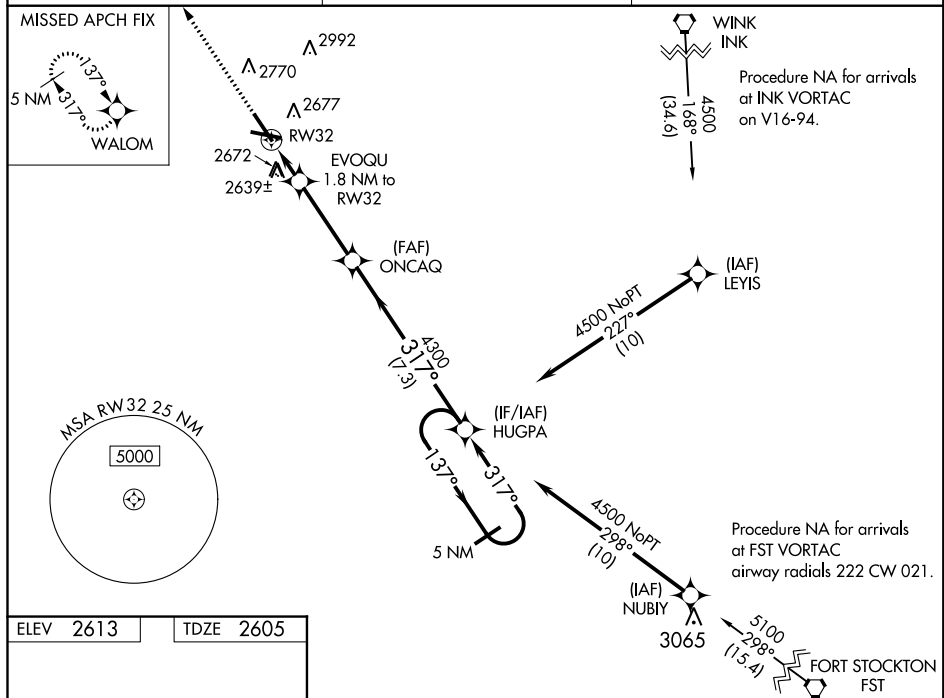 MISSED APCH FIX
137°
5 NM
317°
WALOM
2992
2770
2677
RW32
2672
2639±
EVOQU
1.8 NM to
RW32
WINK
INK
4500
168°
(34.6)
Procedure NA for arrivals
at INK VORTAC
on V16-94.
(FAF)
ONCAQ
(IAF)
LEYIS
4500 NoPT
227°
(10)
4300
317°
(7.3)
(IF/IAF)
HUGPA
137°
317°
5 NM
MSA RW32 25 NM
5000
4500 NoPT
298°
(10)
Procedure NA for arrivals
at FST VORTAC
airway radials 222 CW 021.
(IAF)
NUBIY
3065
5100
298°
(15.4)
FORT STOCKTON
FST
ELEV 2613
TDZE 2605